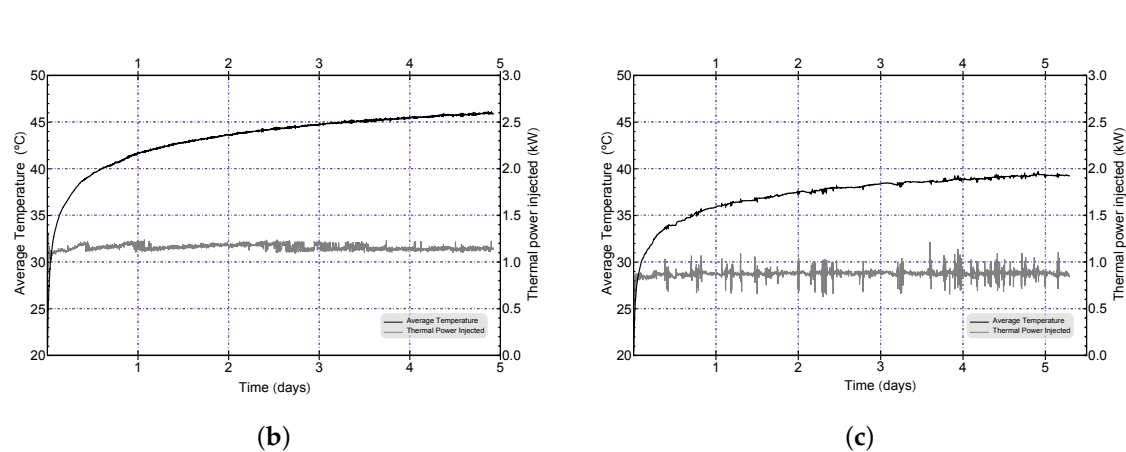 1 2 3 4 5
50 3.0
45 2.5
40 2.0
35 1.5
30 1.0
25 0.5
20 0.0
1 2 3 4 5
Average Temperature (ºC)
Thermal power injected (kW)
Average Temperature
Thermal Power Injected
Time (days)
(b)
1 2 3 4 5
50 3.0
45 2.5
40 2.0
35 1.5
30 1.0
25 0.5
20 0.0
1 2 3 4 5
Average Temperature (ºC)
Thermal power injected (kW)
Average Temperature
Thermal Power Injected
Time (days)
(c)